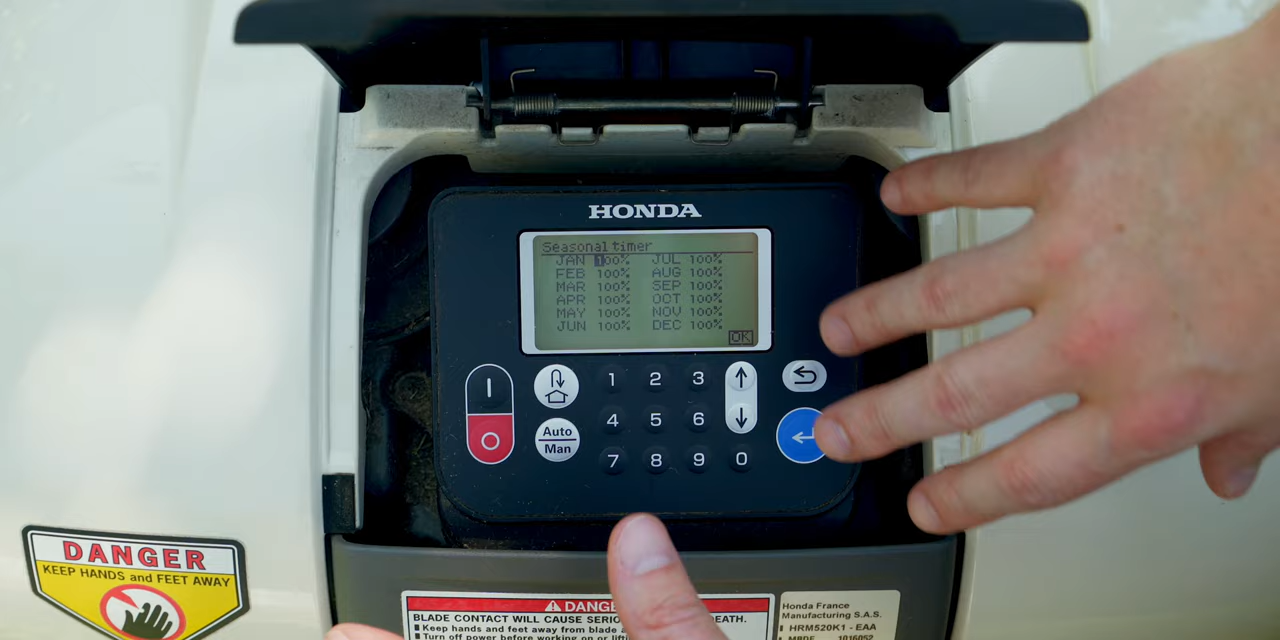 HONDA
Seasonal timer
JAN 100% JUL 100%
FEB 100% AUG 100%
MAR 100% SEP 100%
APR 100% OCT 100%
MAY 100% NOV 100%
JUN 100% DEC 100%
OK
1 2 3
4 5 6
7 8 9 0
Auto
Man
DANGER
KEEP HANDS and FEET AWAY
BLADE CONTACT WILL CAUSE
Keep hands and feet away from blade
Turn off power before working on or
Honda France
Manufacturing S.A.S.
HRM520K1 - EAA